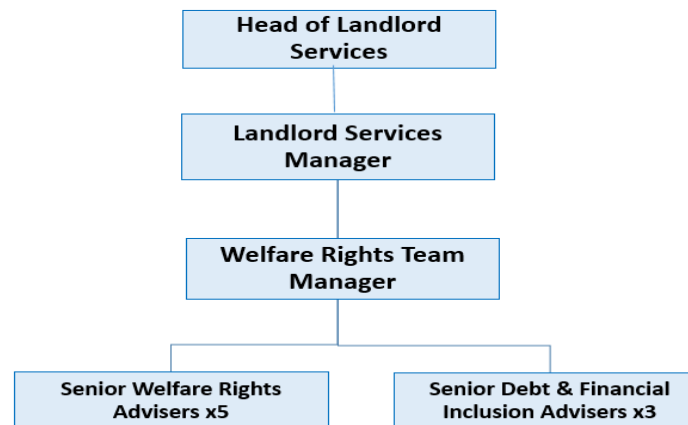 Head of Landlord
Services
Landlord Services
Manager
Welfare Rights Team
Manager
Senior Welfare Rights
Advisers x5
Senior Debt & Financial
Inclusion Advisers x3